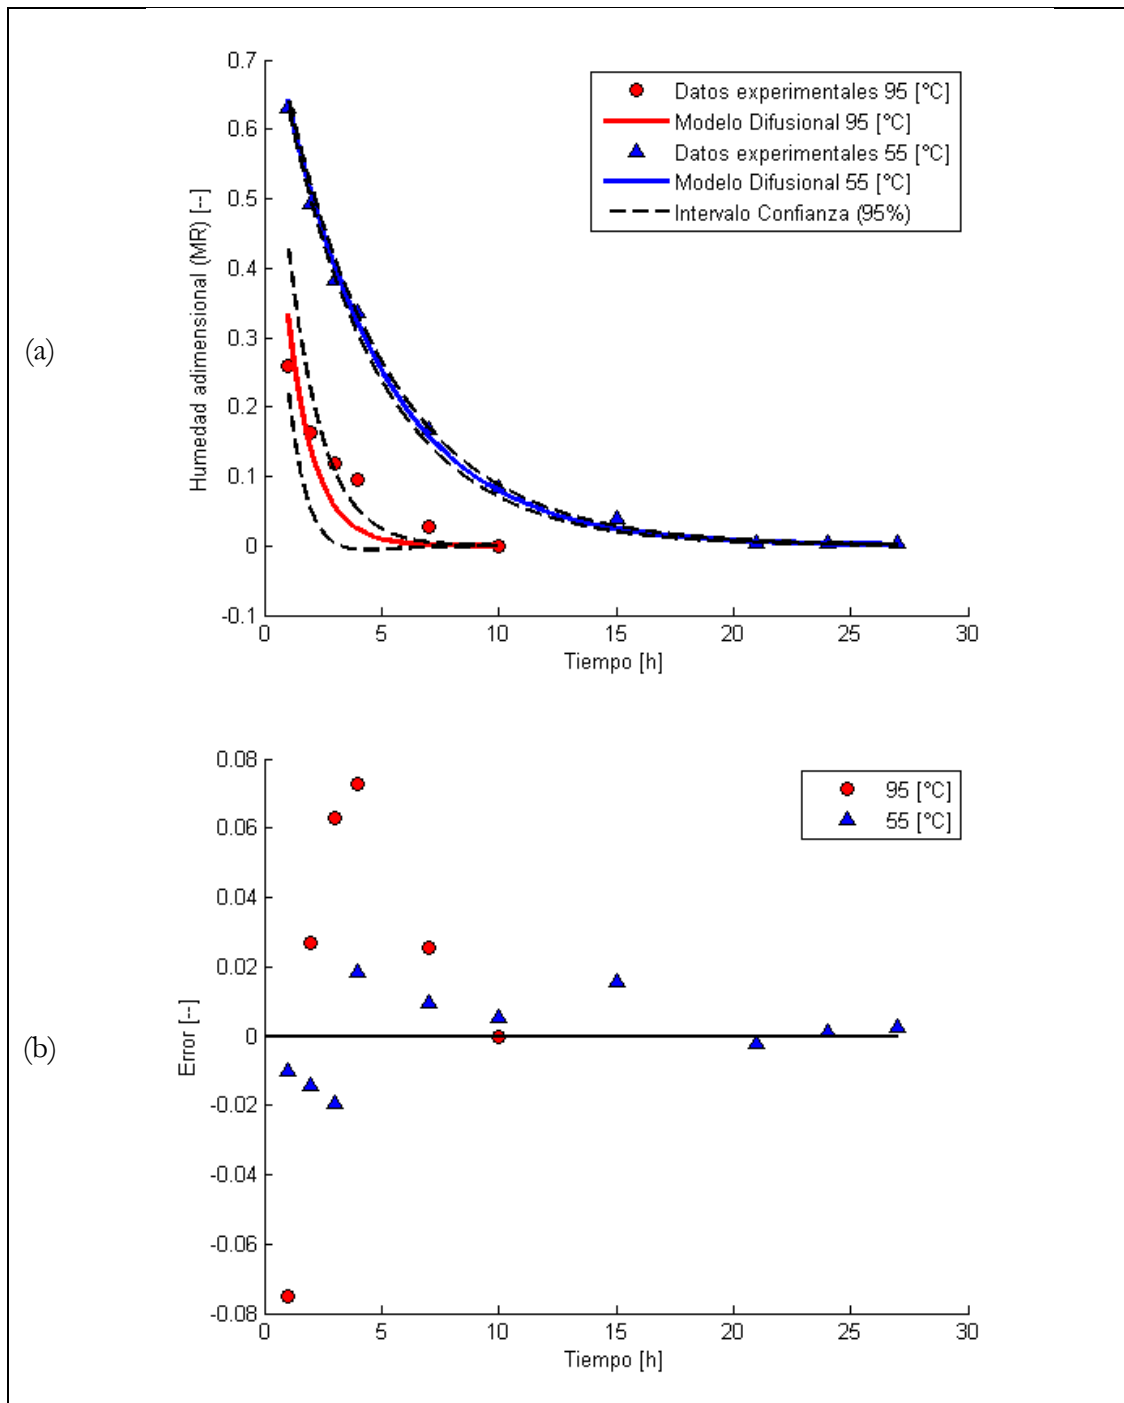 (a)
Humedad adimensional (MR) [--]
0.7
0.6
0.5
0.4
0.3
0.2
0.1
0
-0.1
0 5 10 15 20 25 30
Tiempo [h]
Datos experimentales 95 [°C]
Modelo Difusional 95 [°C]
Datos experimentales 55 [°C]
Modelo Difusional 55 [°C]
Intervalo Confianza (95%)
(b)
Error [--]
0.08
0.06
0.04
0.02
0
-0.02
-0.04
-0.06
-0.08
0 5 10 15 20 25 30
Tiempo [h]
95 [°C]
55 [°C]